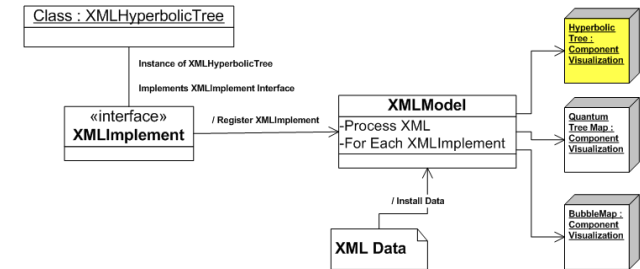 Class : XMLHyperbolicTree
Instance of XMLHyperbolicTree
Implements XMLImplement Interface
«interface»
XMLImplement
/ Register XMLImplement
XMLModel
-Process XML
-For Each XMLImplement
/ Install Data
XML Data
Hyperbolic
Tree :
Component
Visualization
Quantum
Tree Map :
Component
Visualization
BubbleMap :
Component
Visualization